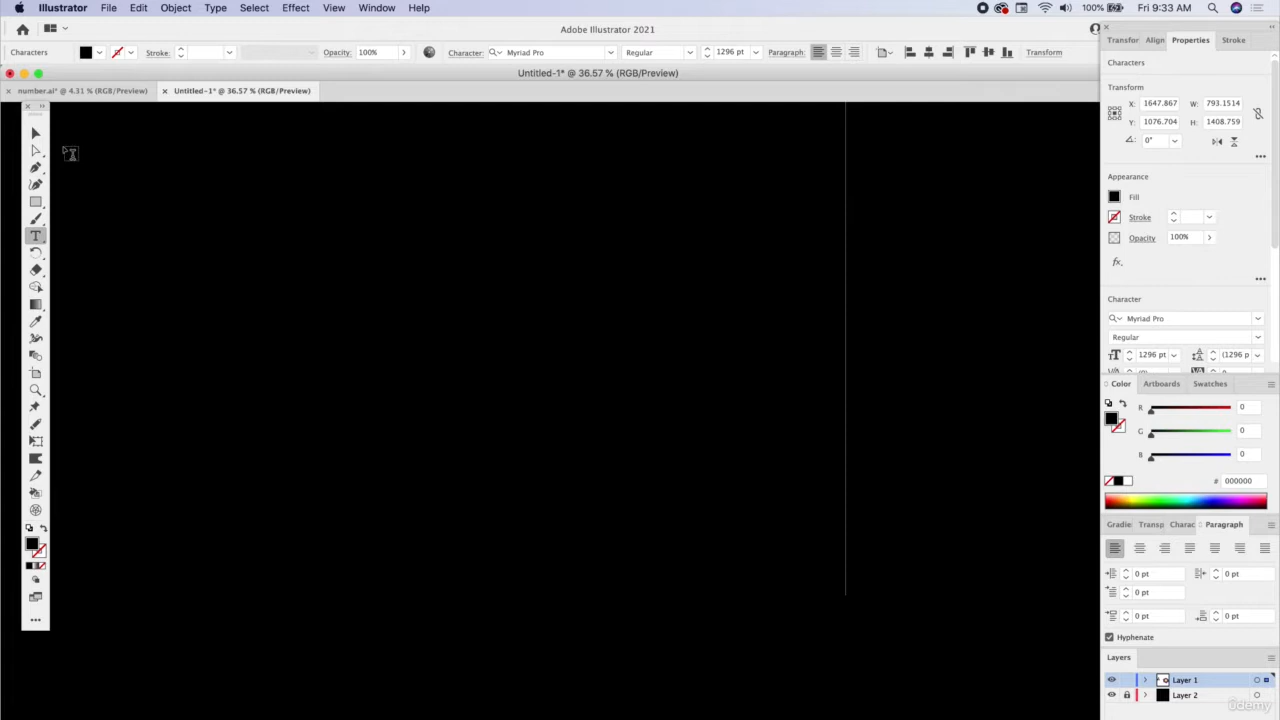 Illustrator File Edit Object Type Select Effect View Window Help 100% Fri 9:33 AM
Adobe Illustrator 2021
Characters Stroke: Opacity: 100% Character: Myriad Pro Regular 1296 pt Paragraph: Transform
Untitled-1* @ 36.57 % (RGB/Preview)
number.ai* @ 4.31 % (RGB/Preview) Untitled-1* @ 36.57 % (RGB/Preview)
Transfor Align Properties Stroke
Characters
Transform
X: 1647.867 W: 793.1514
Y: 1076.704 H: 1408.759
0°
Appearance
Fill
Stroke
Opacity 100%
fx.
Character
Myriad Pro
Regular
1296 pt (1296 p
Color Artboards Swatches
R 0
G 0
B 0
# 000000
Gradie Transp Charac Paragraph
0 pt 0 pt
0 pt
0 pt 0 pt
Hyphenate
Layers
Layer 1
Layer 2
ûdemy